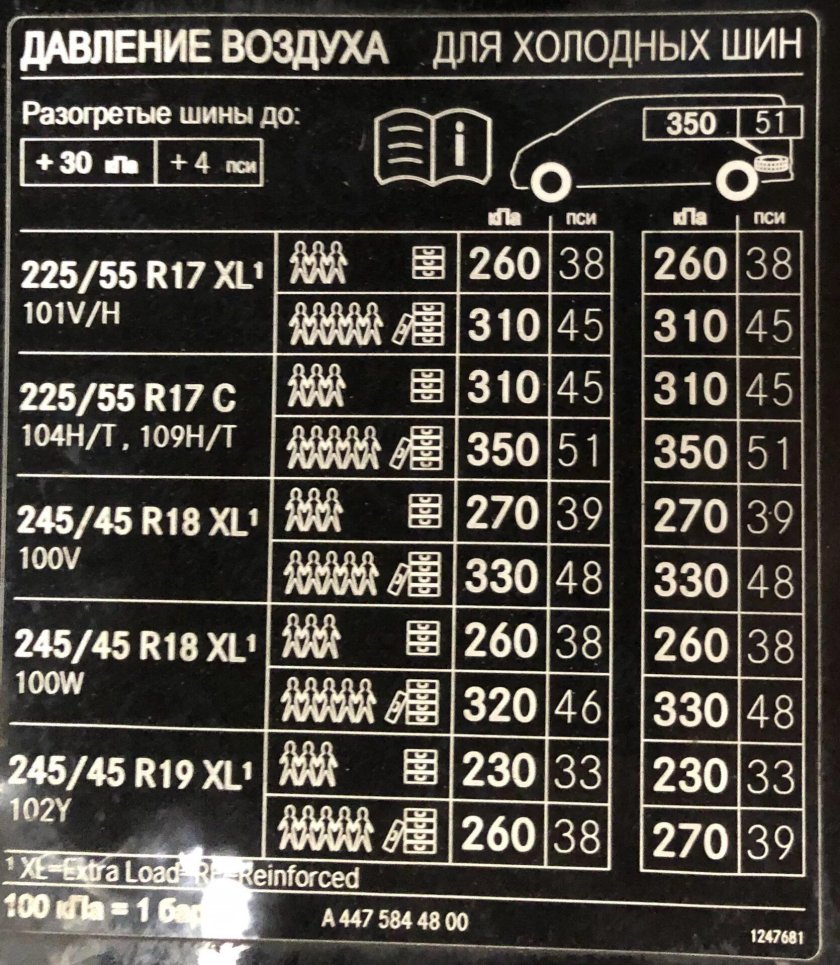 ДАВЛЕНИЕ ВОЗДУХА ДЛЯ ХОЛОДНЫХ ШИН
Разогретые шины до:
+ 30 кПа + 4 пси
350 51
кПа пси кПа пси
225/55 R17 XL¹
101V/H
260 38 260 38
310 45 310 45
225/55 R17 C
104H/T, 109H/T
310 45 310 45
350 51 350 51
245/45 R18 XL¹
100V
270 39 270 39
330 48 330 48
245/45 R18 XL¹
100W
260 38 260 38
320 46 330 48
245/45 R19 XL¹
102Y
230 33 230 33
260 38 270 39
¹ XL=Extra Load Reinforced
100 кПа = 1 бар
A 447 584 48 00
1247681